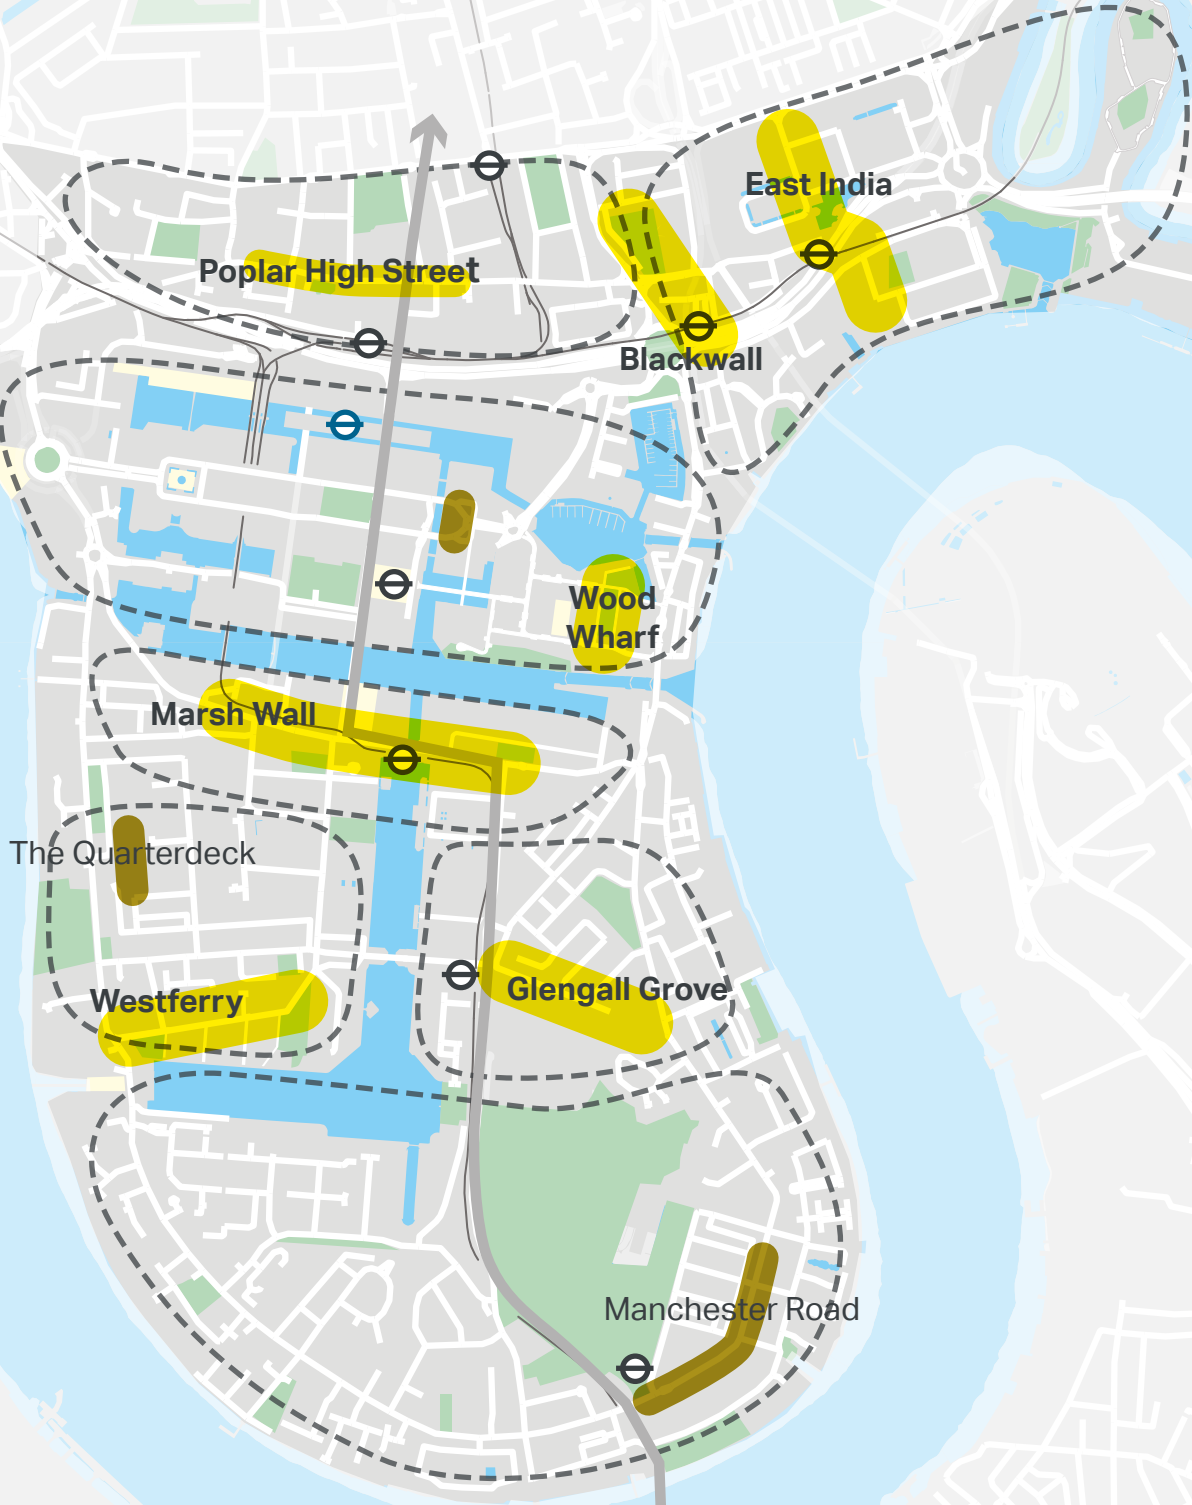 East India
Poplar High Street
Blackwall
Wood
Wharf
Marsh Wall
The Quarterdeck
Westferry
Glengall Grove
Manchester Road